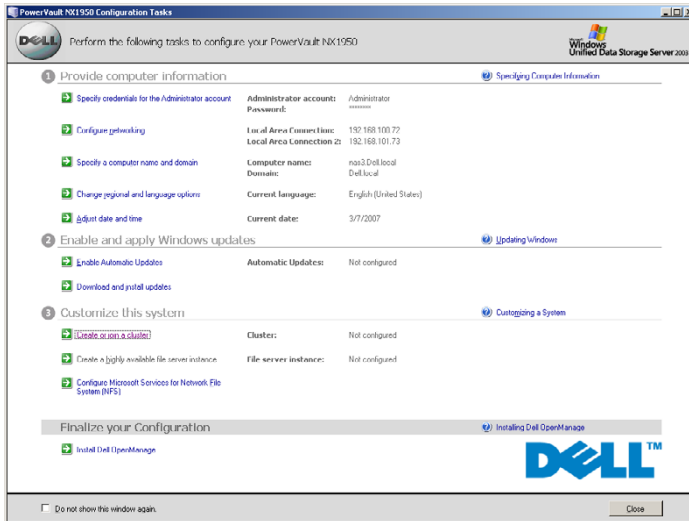 PowerVault NX1950 Configuration Tasks
DELL Perform the following tasks to configure your PowerVault NX1950
Microsoft
Windows
Unified Data Storage Server 2003
1 Provide computer information
Specifying Computer Information
Specify credentials for the Administrator account Administrator account: Administrator
Password: ********
Configure networking Local Area Connection: 192.168.100.72
Local Area Connection 2: 192.168.101.73
Specify a computer name and domain Computer name: nas3.Dell.local
Domain: Dell.local
Change regional and language options Current language: English (United States)
Adjust date and time Current date: 3/7/2007
2 Enable and apply Windows updates
Updating Windows
Enable Automatic Updates Automatic Updates: Not configured
Download and install updates
3 Customize this system
Customizing a System
Create or join a cluster Cluster: Not configured
Create a highly available file server instance File server instance: Not configured
Configure Microsoft Services for Network File
System (NFS)
Finalize your Configuration
Installing Dell OpenManage
Install Dell OpenManage
DELL™
Do not show this window again.
Close